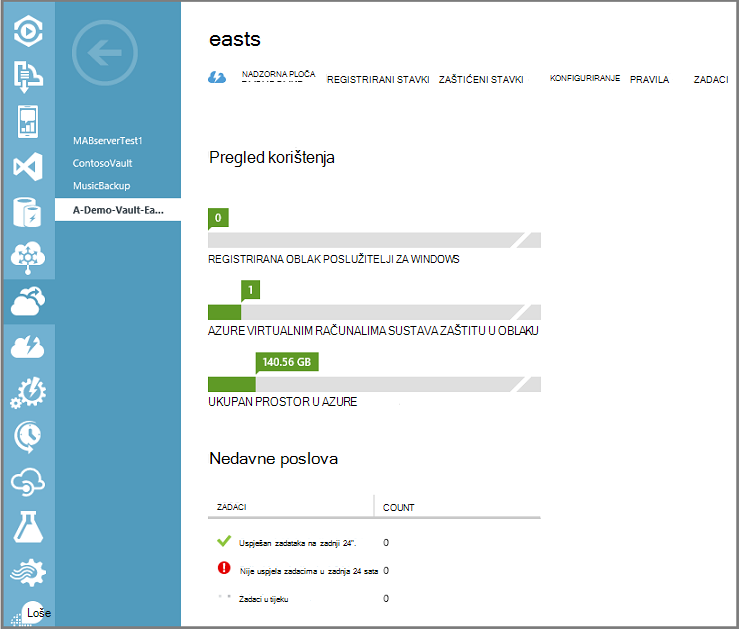 easts
NADZORNA PLOČA REGISTRIRANI STAVKI ZAŠTIĆENI STAVKI KONFIGURIRANJE PRAVILA ZADACI
MABserverTest1
ContosoVault
MusicBackup
A-Demo-Vault-Ea...
Pregled korištenja
0
REGISTRIRANA OBLAK POSLUŽITELJI ZA WINDOWS
1
AZURE VIRTUALNIM RAČUNALIMA SUSTAVA ZAŠTITU U OBLAKU
140.56 GB
UKUPAN PROSTOR U AZURE
Nedavne poslova
ZADACI COUNT
Uspješan zadataka na zadnji 24". 0
Nije uspjela zadacima u zadnja 24 sata 0
Zadaci u tijeku 0
Loše